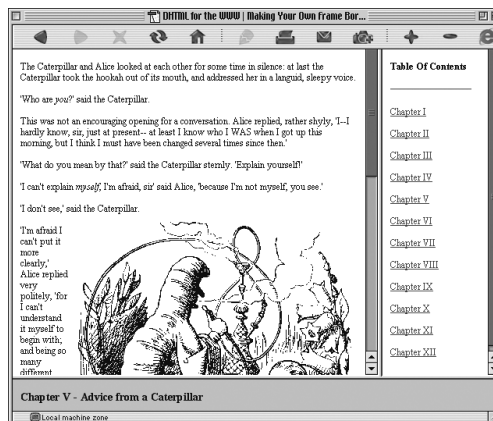 DHTML for the WWW | Making Your Own Frame Bor...
The Caterpillar and Alice looked at each other for some time in silence: at last the
Caterpillar took the hookah out of its mouth, and addressed her in a languid, sleepy voice.
'Who are you?' said the Caterpillar.
This was not an encouraging opening for a conversation. Alice replied, rather shyly, 'I--I
hardly know, sir, just at present-- at least I know who I WAS when I got up this
morning, but I think I must have been changed several times since then.'
'What do you mean by that?' said the Caterpillar sternly. 'Explain yourself!'
'I can't explain myself, I'm afraid, sir' said Alice, 'because I'm not myself, you see.'
'I don't see,' said the Caterpillar.
'I'm afraid I
can't put it
more
clearly,'
Alice replied
very
politely, 'for
I can't
understand
it myself to
begin with;
and being so
many
different
Table Of Contents
Chapter I
Chapter II
Chapter III
Chapter IV
Chapter V
Chapter VI
Chapter VII
Chapter VIII
Chapter IX
Chapter X
Chapter XI
Chapter XII
Chapter V - Advice from a Caterpillar
Local machine zone